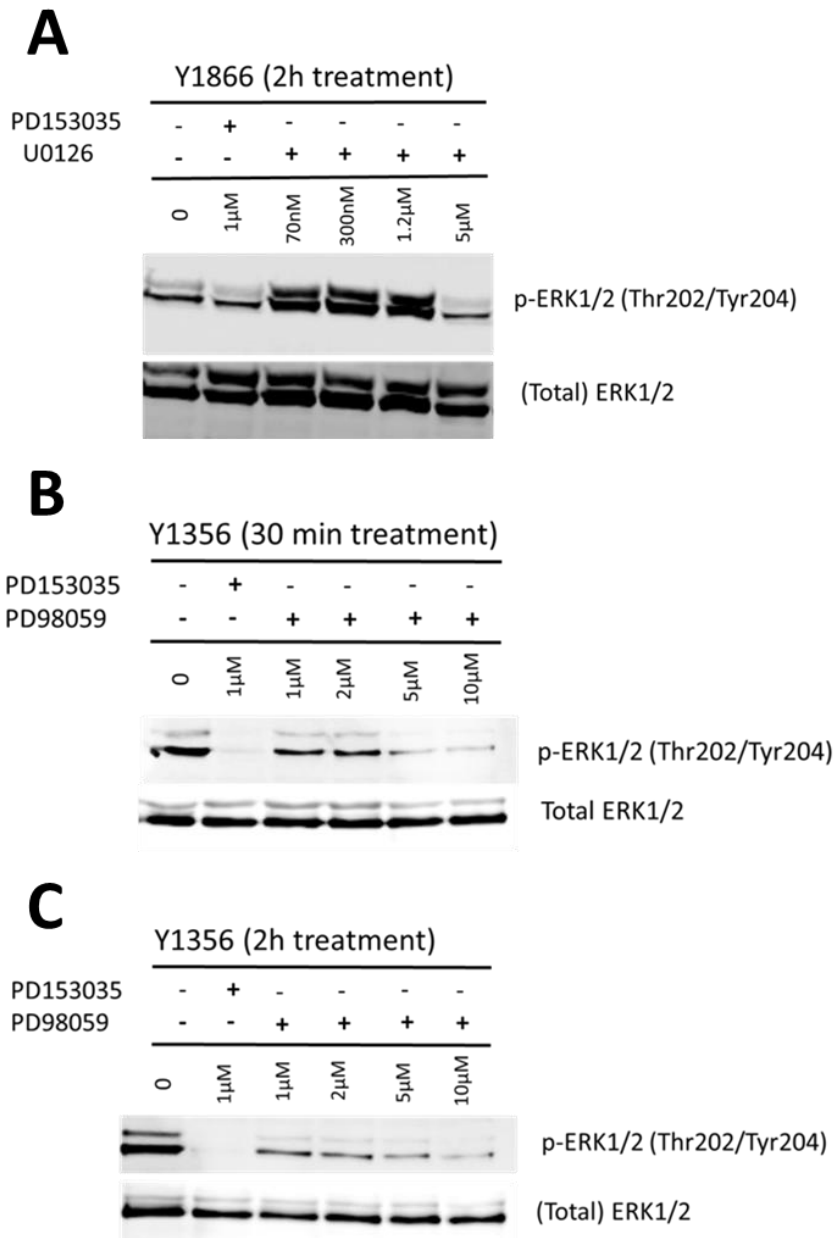 A
Y1866 (2h treatment)
PD153035 - + - - - -
U0126 - - + + + +
0 1µM 70nM 300nM 1.2µM 5µM
p-ERK1/2 (Thr202/Tyr204)
(Total) ERK1/2
B
Y1356 (30 min treatment)
PD153035 - + - - - -
PD98059 - - + + + +
0 1µM 1µM 2µM 5µM 10µM
p-ERK1/2 (Thr202/Tyr204)
Total ERK1/2
C
Y1356 (2h treatment)
PD153035 - + - - - -
PD98059 - - + + + +
0 1µM 1µM 2µM 5µM 10µM
p-ERK1/2 (Thr202/Tyr204)
(Total) ERK1/2